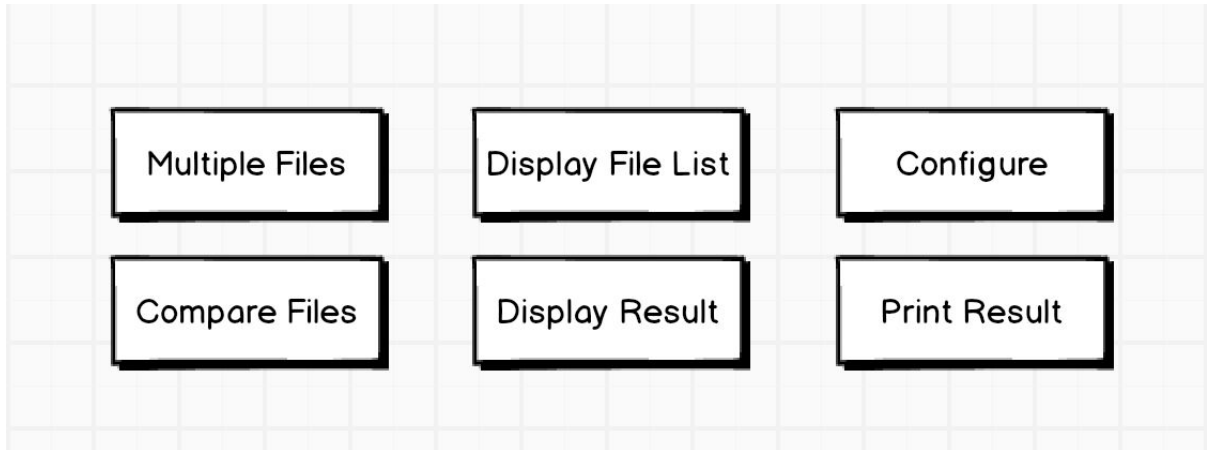 Multiple Files
Display File List
Configure
Compare Files
Display Result
Print Result